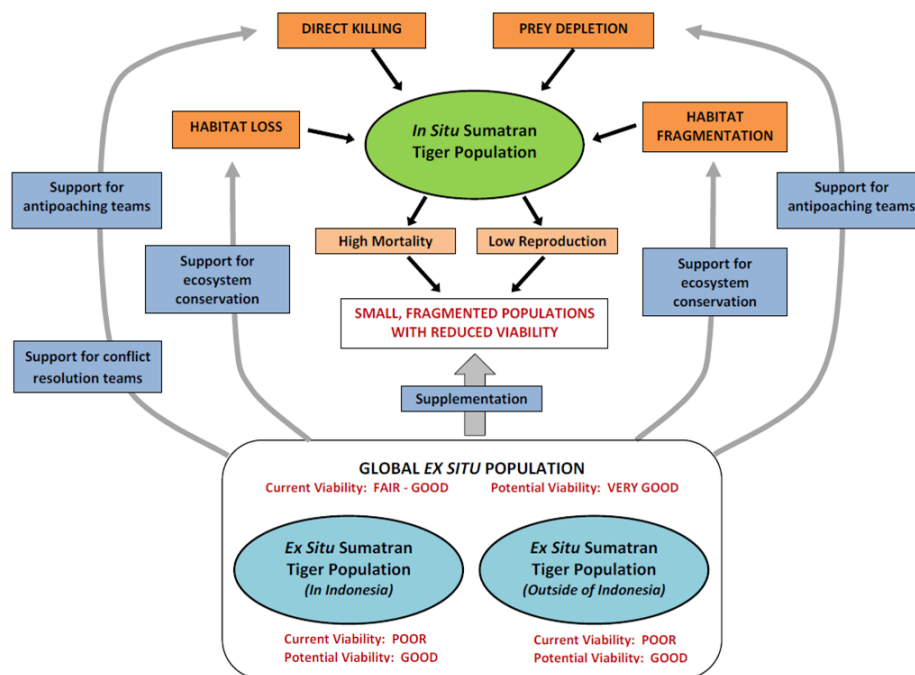 DIRECT KILLING
PREY DEPLETION
HABITAT LOSS
In Situ Sumatran
Tiger Population
HABITAT
FRAGMENTATION
Support for
antipoaching teams
Support for
antipoaching teams
High Mortality
Low Reproduction
Support for
ecosystem
conservation
Support for
ecosystem
conservation
SMALL, FRAGMENTED POPULATIONS
WITH REDUCED VIABILITY
Support for conflict
resolution teams
Supplementation
GLOBAL EX SITU POPULATION
Current Viability: FAIR - GOOD
Potential Viability: VERY GOOD
Ex Situ Sumatran
Tiger Population
(In Indonesia)
Ex Situ Sumatran
Tiger Population
(Outside of Indonesia)
Current Viability: POOR
Potential Viability: GOOD
Current Viability: POOR
Potential Viability: GOOD